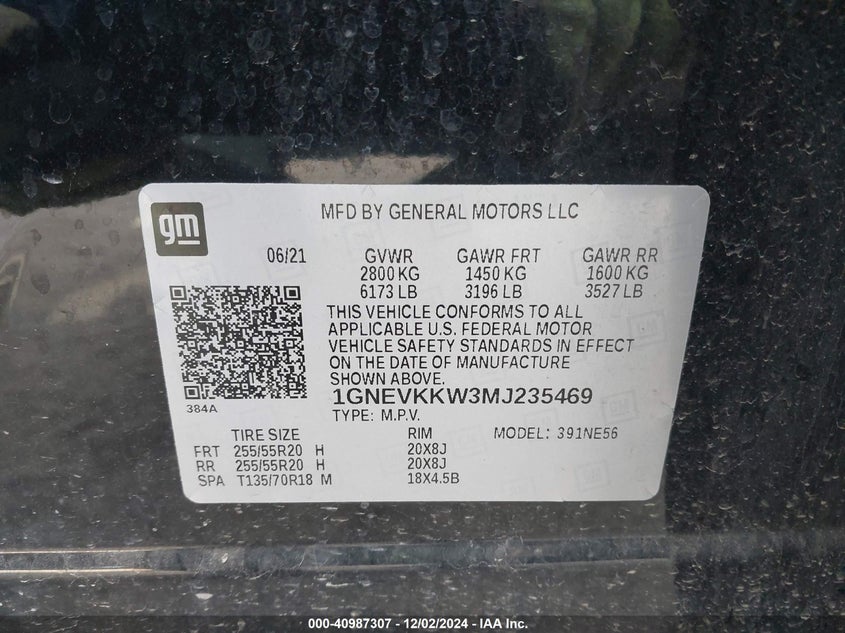 gm
MFD BY GENERAL MOTORS LLC
06/21 GVWR GAWR FRT GAWR RR
2800 KG 1450 KG 1600 KG
6173 LB 3196 LB 3527 LB
THIS VEHICLE CONFORMS TO ALL
APPLICABLE U.S. FEDERAL MOTOR
VEHICLE SAFETY STANDARDS IN EFFECT
ON THE DATE OF MANUFACTURE
SHOWN ABOVE.
384A
1GNEVKKW3MJ235469
TYPE: M.P.V.
TIRE SIZE RIM MODEL: 391NE56
FRT 255/55R20 H 20X8J
RR 255/55R20 H 20X8J
SPA T135/70R18 M 18X4.5B
000-40987307 - 12/02/2024 - IAA Inc.